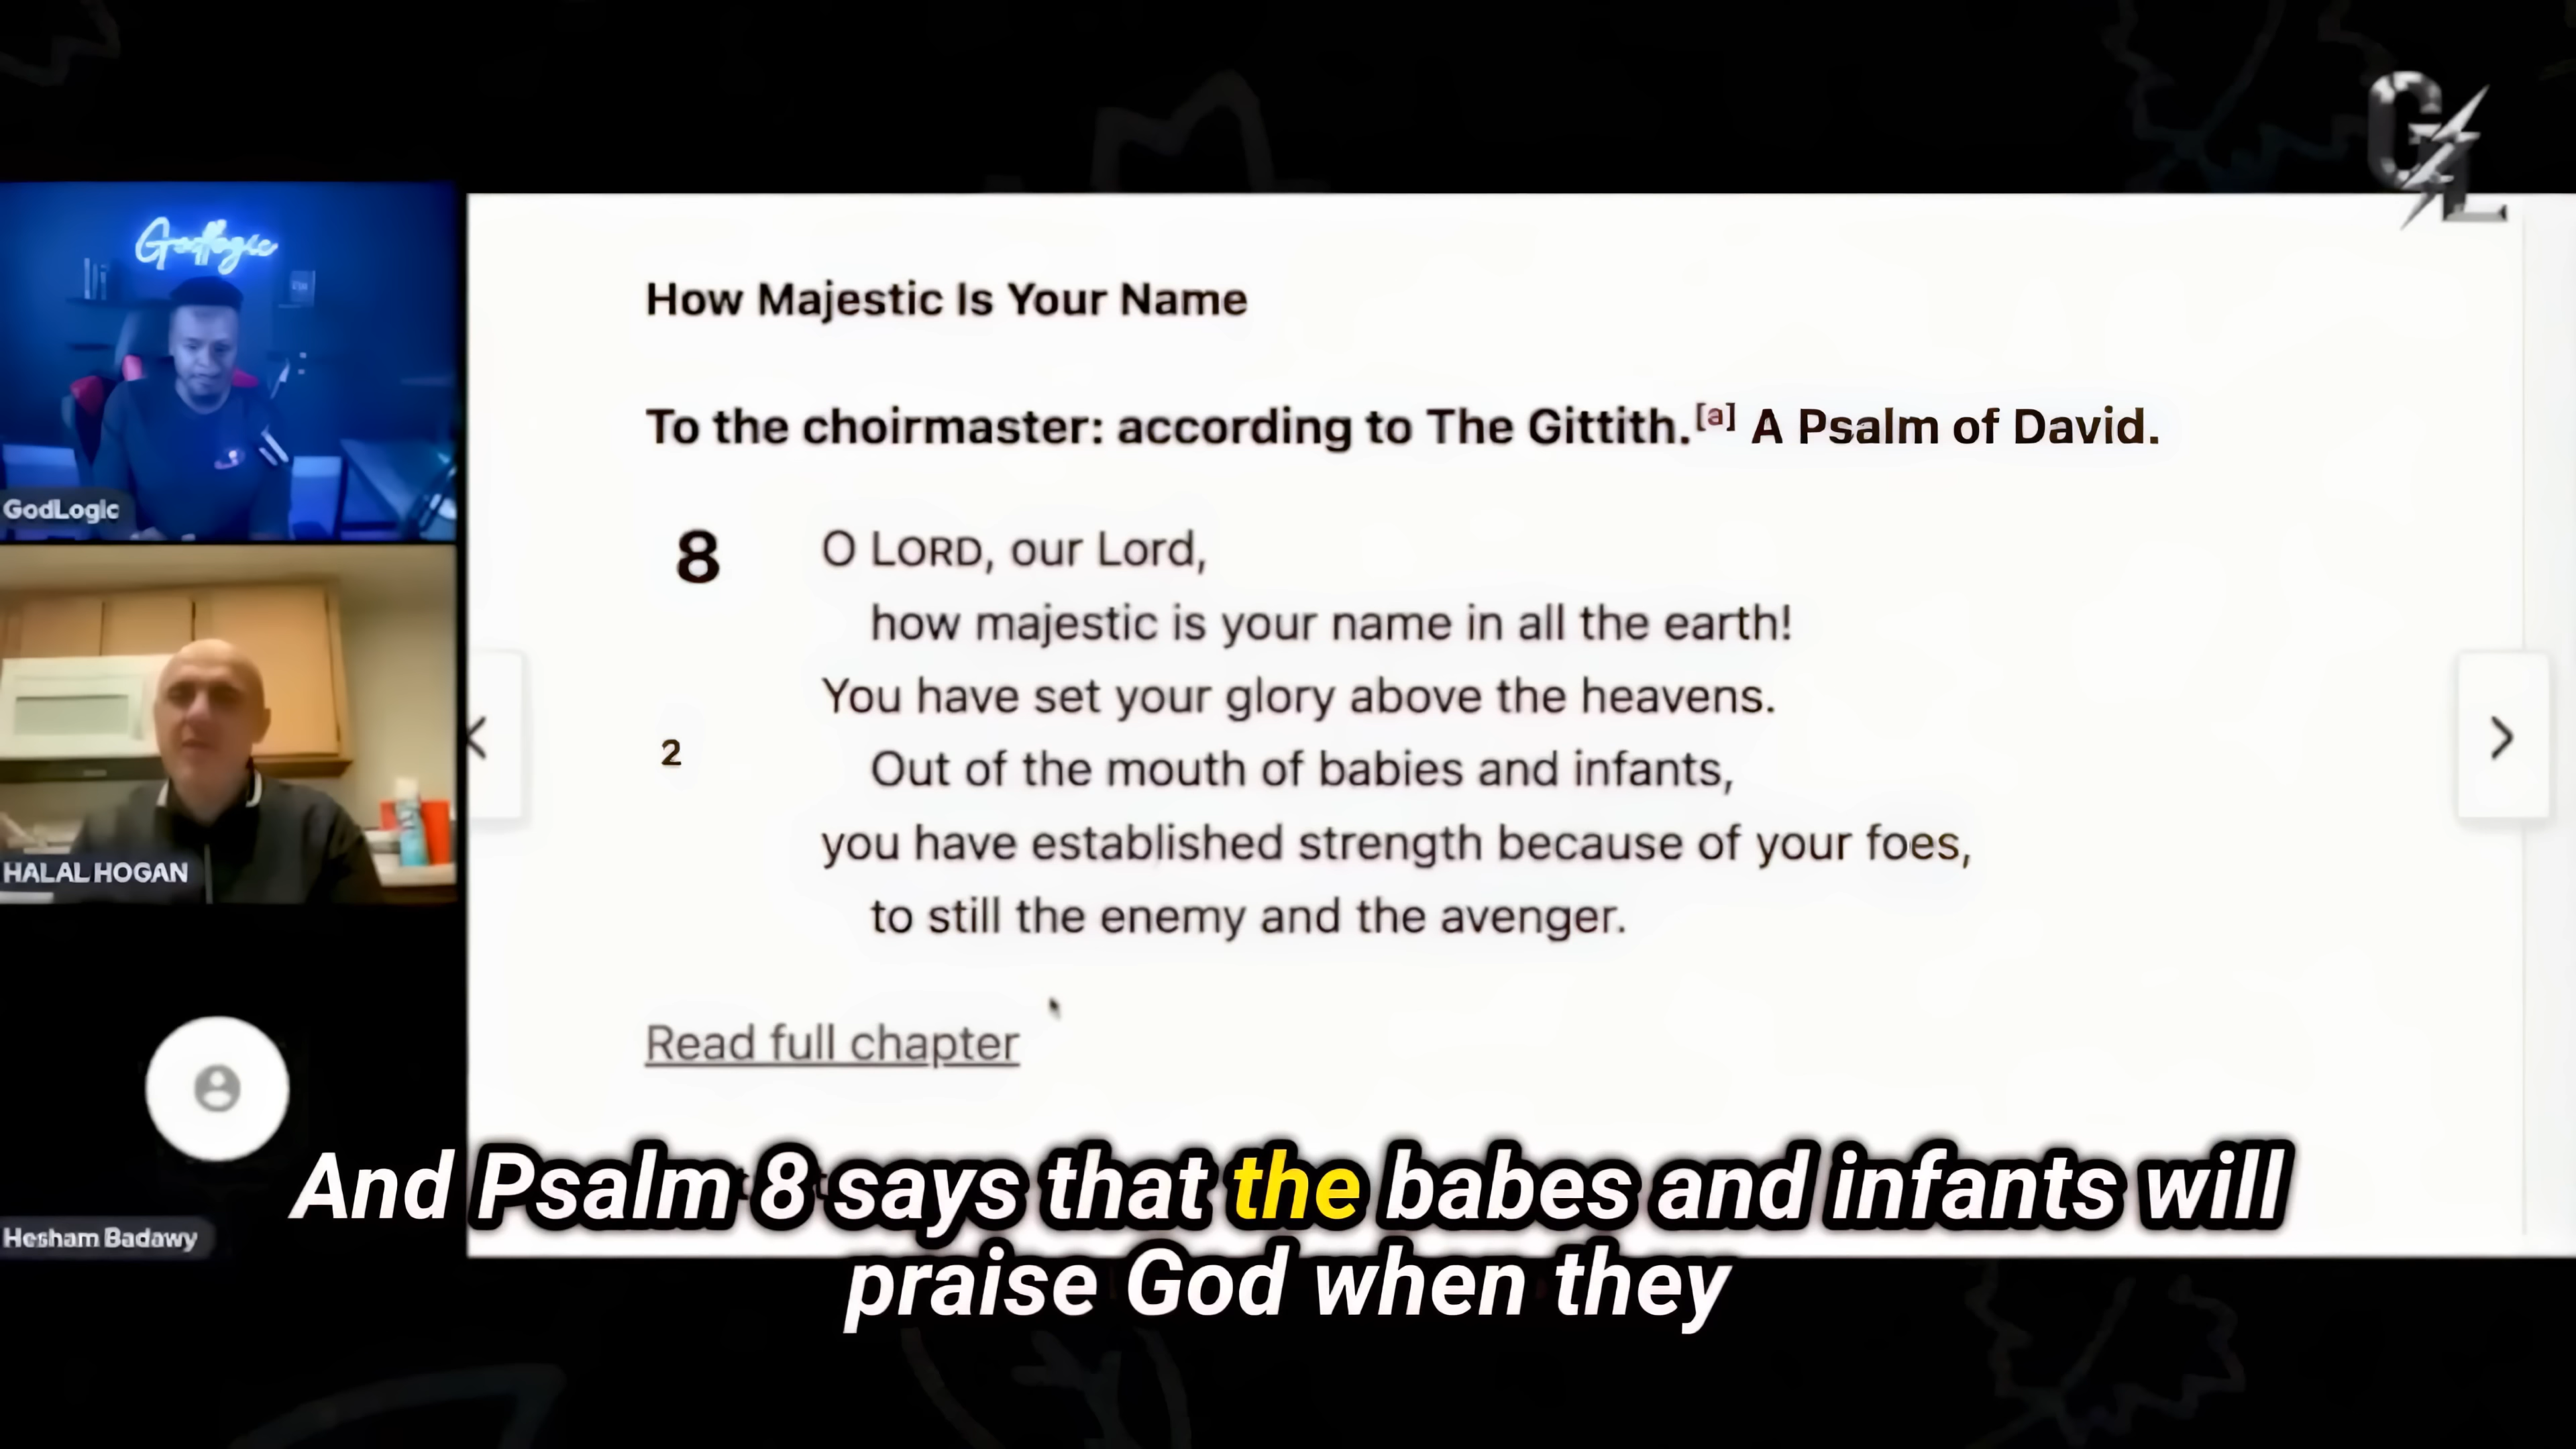 GL
Godlogic
GodLogic
HALAL HOGAN
Hesham Badawy
How Majestic Is Your Name
To the choirmaster: according to The Gittith.[a] A Psalm of David.
8 O LORD, our Lord,
how majestic is your name in all the earth!
You have set your glory above the heavens.
2 Out of the mouth of babies and infants,
you have established strength because of your foes,
to still the enemy and the avenger.
Read full chapter
And Psalm 8 says that the babes and infants will
praise God when they